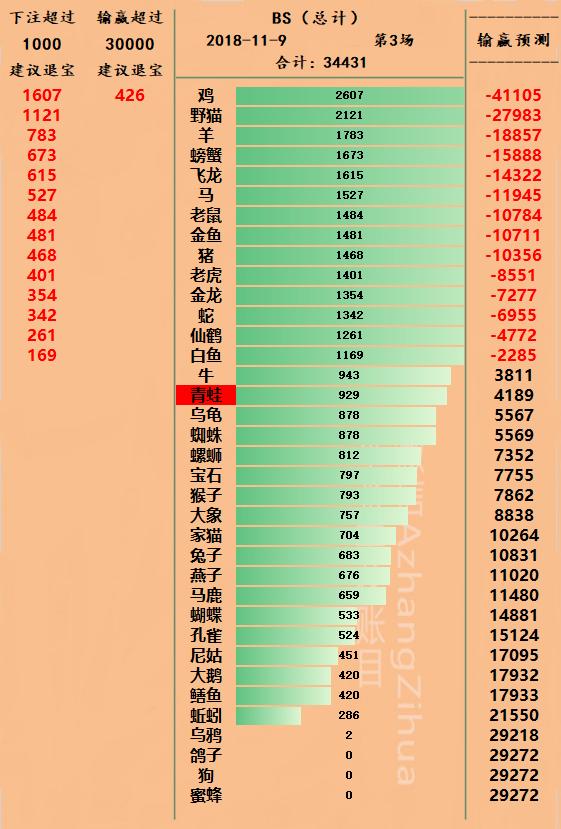 下注超过 输赢超过 BS（总计） ----------
1000 30000 2018-11-9 第3场 输赢预测
建议退宝 建议退宝 合计：34431 ----------
1607 426 鸡 2607 -41105
1121 野猫 2121 -27983
783 羊 1783 -18857
673 螃蟹 1673 -15888
615 飞龙 1615 -14322
527 马 1527 -11945
484 老鼠 1484 -10784
481 金鱼 1481 -10711
468 猪 1468 -10356
401 老虎 1401 -8551
354 金龙 1354 -7277
342 蛇 1342 -6955
261 仙鹤 1261 -4772
169 白鱼 1169 -2285
牛 943 3811
青蛙 929 4189
乌龟 878 5567
蜘蛛 878 5569
螺蛳 812 7352
宝石 797 7755
猴子 793 7862
大象 757 8838
家猫 704 10264
兔子 683 10831
燕子 676 11020
马鹿 659 11480
蝴蝶 533 14881
孔雀 524 15124
尼姑 451 17095
大鹅 420 17932
鳝鱼 420 17933
蚯蚓 286 21550
乌鸦 2 29218
鸽子 0 29272
狗 0 29272
蜜蜂 0 29272
AzhangZihua